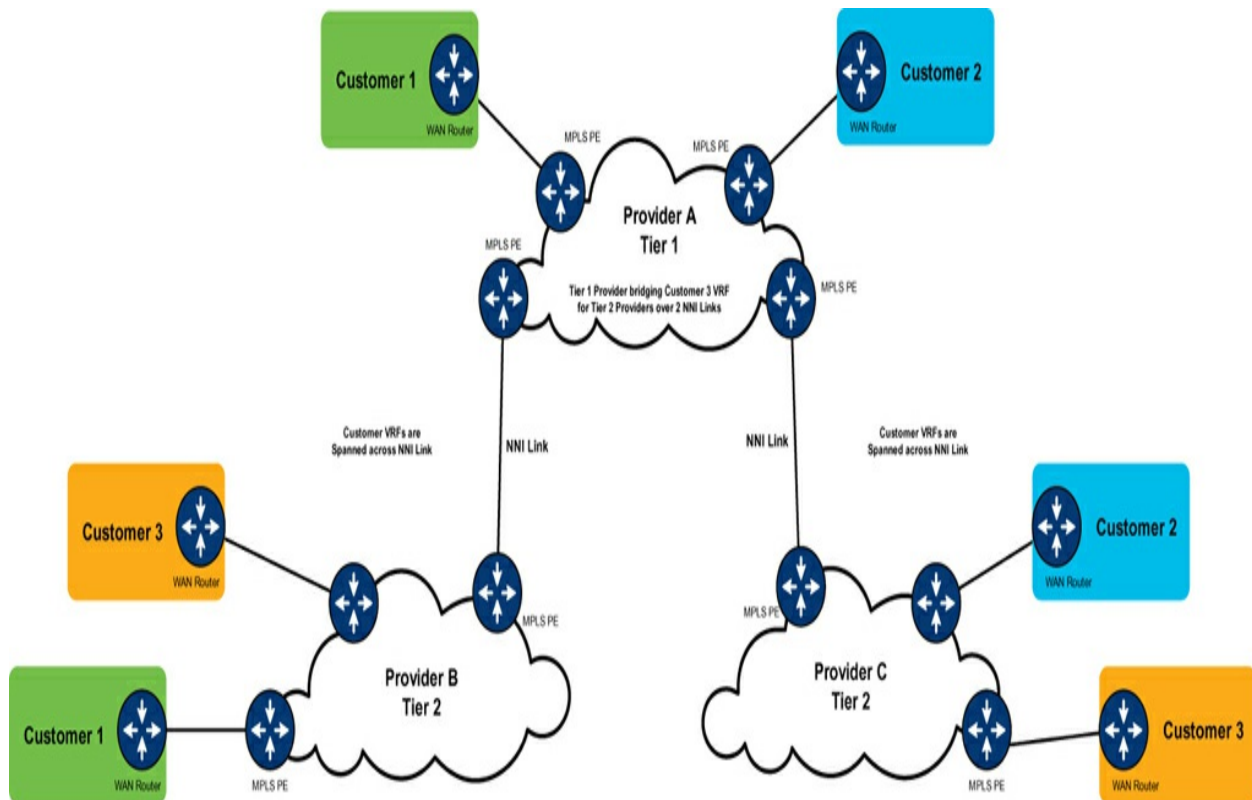 Customer 1
WAN Router
Customer 2
WAN Router
MPLS PE
MPLS PE
Provider A
Tier 1
MPLS PE
MPLS PE
Tier 1 Provider bridging Customer 3 VRF
for Tier 2 Providers over 2 NNI Links
Customer VRFs are
Spanned across NNI Link
NNI Link
NNI Link
Customer VRFs are
Spanned across NNI Link
Customer 3
WAN Router
Customer 2
WAN Router
MPLS PE
MPLS PE
Provider B
Tier 2
Provider C
Tier 2
Customer 1
WAN Router
MPLS PE
Customer 3
WAN Router
MPLS PE